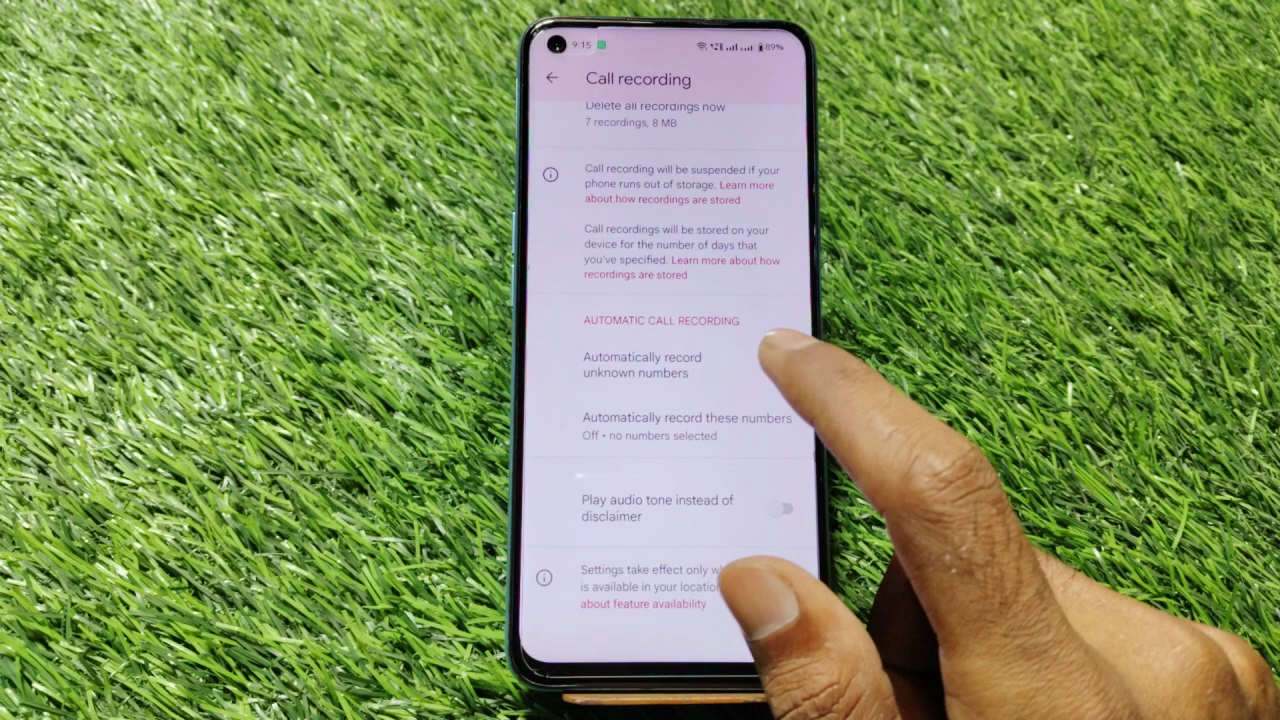 9:15
89%
Call recording
Delete all recordings now
7 recordings, 8 MB
Call recording will be suspended if your
phone runs out of storage. Learn more
about how recordings are stored
Call recordings will be stored on your
device for the number of days that
you've specified. Learn more about how
recordings are stored
AUTOMATIC CALL RECORDING
Automatically record
unknown numbers
Automatically record these numbers
Off • no numbers selected
Play audio tone instead of
disclaimer
Settings take effect only
is available in your
about feature availability